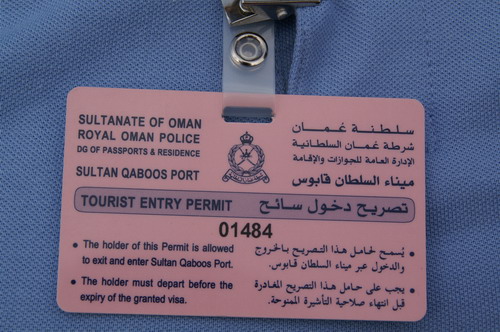 SULTANATE OF OMAN
ROYAL OMAN POLICE
DG OF PASSPORTS & RESIDENCE
SULTAN QABOOS PORT
سلطنة عُمان
شرطة عمان السلطانية
الإدارة العامة للجوازات والإقامة
ميناء السلطان قابوس
TOURIST ENTRY PERMIT تصريح دخول سائح
01484
• The holder of this Permit is allowed
to exit and enter Sultan Qaboos Port.
• The holder must depart before the
expiry of the granted visa.
• يُسمح لحامل هذا التصريح بالخروج
والدخول عبر ميناء السلطان قابوس.
• يجب على حامل هذا التصريح المغادرة
قبل انتهاء صلاحية التأشيرة الممنوحة.